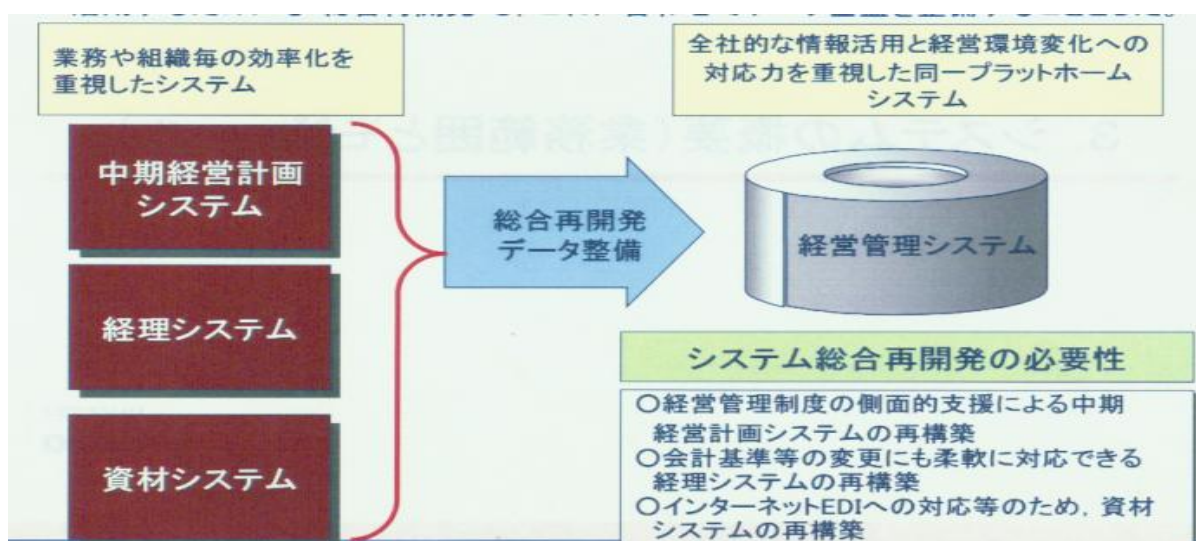 業務や組織毎の効率化を
重視したシステム
全社的な情報活用と経営環境変化への
対応力を重視した同一プラットホーム
システム
中期経営計画
システム
経理システム
資材システム
総合再開発
データ整備
経営管理システム
システム総合再開発の必要性
○経営管理制度の側面的支援による中期
経営計画システムの再構築
○会計基準等の変更にも柔軟に対応できる
経理システムの再構築
○インターネットEDIへの対応等のため，資材
システムの再構築